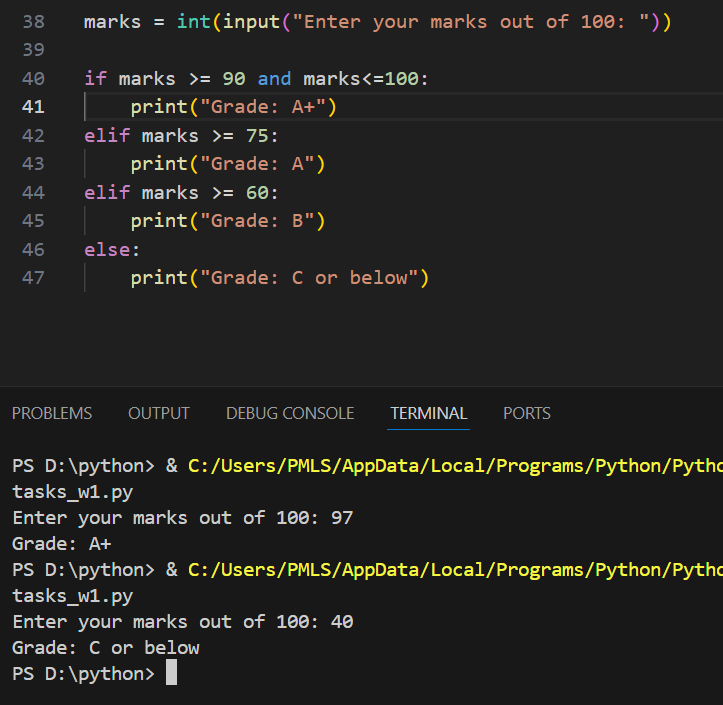 38 marks = int(input("Enter your marks out of 100: "))
39
40 if marks >= 90 and marks<=100:
41     print("Grade: A+")
42 elif marks >= 75:
43     print("Grade: A")
44 elif marks >= 60:
45     print("Grade: B")
46 else:
47     print("Grade: C or below")
PROBLEMS OUTPUT DEBUG CONSOLE TERMINAL PORTS
PS D:\python> & C:/Users/PMLS/AppData/Local/Programs/Python/Pytho
tasks_w1.py
Enter your marks out of 100: 97
Grade: A+
PS D:\python> & C:/Users/PMLS/AppData/Local/Programs/Python/Pytho
tasks_w1.py
Enter your marks out of 100: 40
Grade: C or below
PS D:\python>